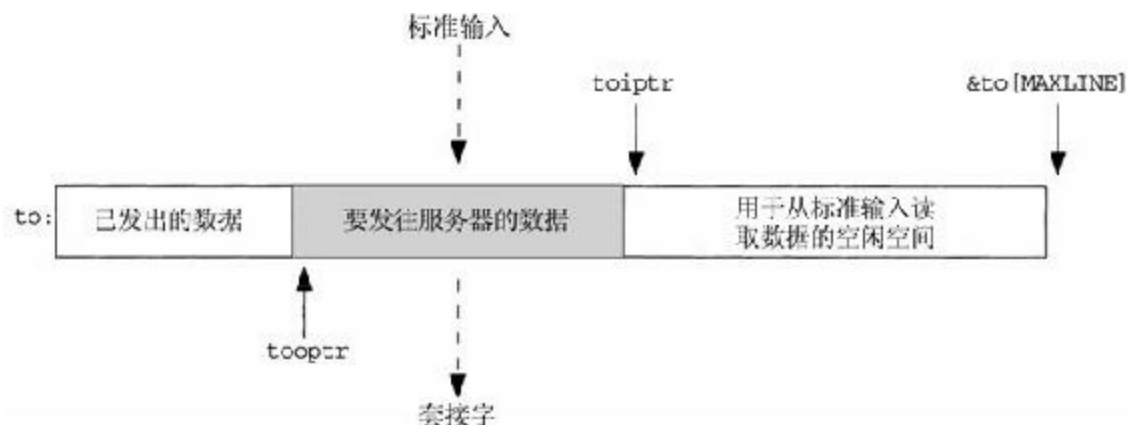 标准输入
toiptr
&to[MAXLINE]
to:
已发出的数据
要发往服务器的数据
用于从标准输入读
取数据的空闲空间
tooptr
套接字